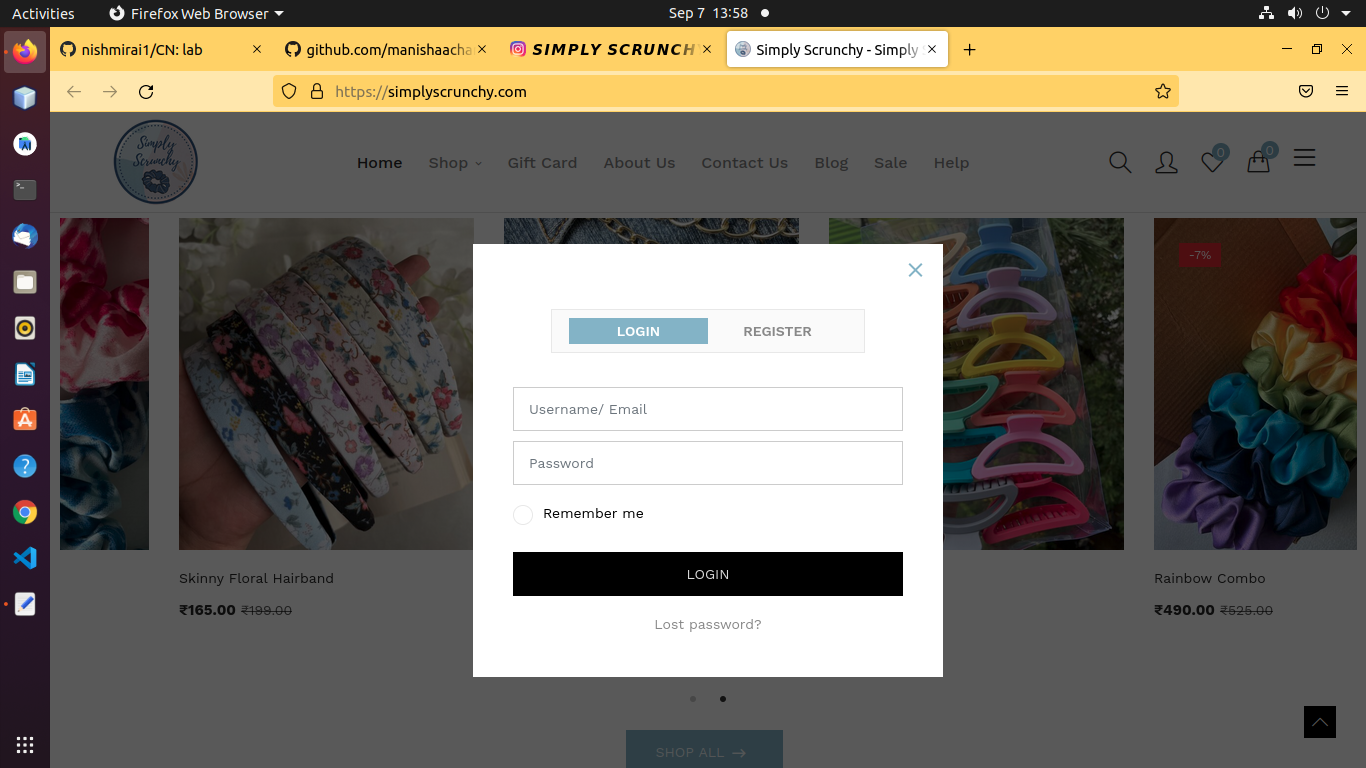 Activities
Firefox Web Browser
Sep 7 13:58
nishmirai1/CN: lab
github.com/manishaacha
SIMPLY SCRUNCH
Simply Scrunchy - Simply
https://simplyscrunchy.com
Simply
Scrunchy
Home
Shop
Gift Card
About Us
Contact Us
Blog
Sale
Help
0
0
-7%
LOGIN
REGISTER
Username/ Email
Password
Remember me
LOGIN
Lost password?
Skinny Floral Hairband
₹165.00 ₹199.00
Rainbow Combo
₹490.00 ₹525.00
SHOP ALL